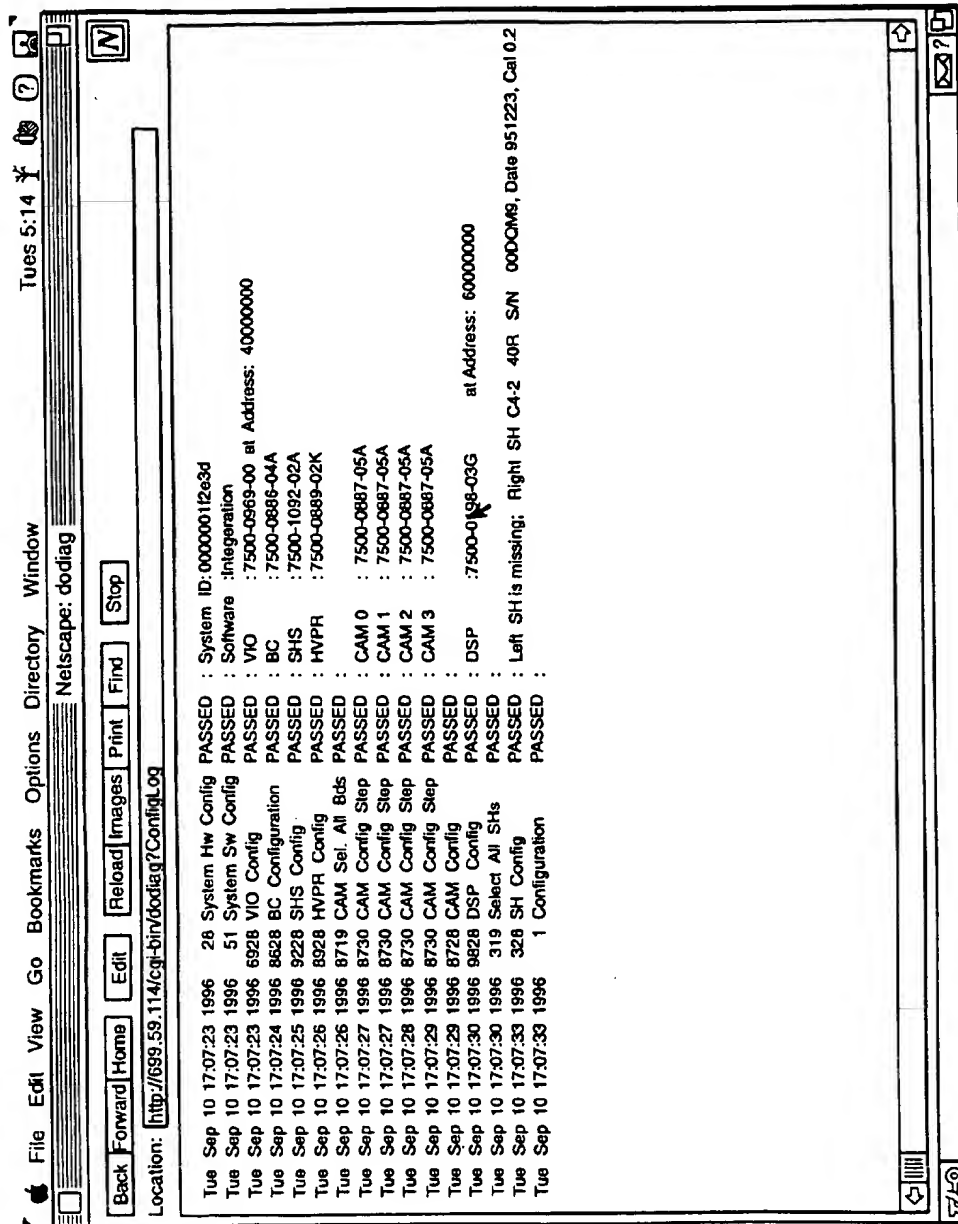 File Edit View Go Bookmarks Options Directory Window Tues 5:14
Netscape: dodiag
Back Forward Home Edit Reload Images Print Find Stop
N
Location: http://699.59.114/cgi-bin/dodiag?ConfigLog
Tue Sep 10 17:07:23 1996 28 System Hw Config PASSED : System ID: 0000001f2e3d
Tue Sep 10 17:07:23 1996 51 System Sw Config PASSED : Software :Integeration
Tue Sep 10 17:07:23 1996 6928 VIO Config PASSED : VIO : 7500-0969-00 at Address: 40000000
Tue Sep 10 17:07:24 1996 8628 BC Configuration PASSED : BC : 7500-0886-04A
Tue Sep 10 17:07:25 1996 9228 SHS Config PASSED : SHS : 7500-1092-02A
Tue Sep 10 17:07:26 1996 8928 HVPR Config PASSED : HVPR : 7500-0889-02K
Tue Sep 10 17:07:26 1996 8719 CAM Sel. All Bds PASSED :
Tue Sep 10 17:07:27 1996 8730 CAM Config Step PASSED : CAM 0 : 7500-0887-05A
Tue Sep 10 17:07:27 1996 8730 CAM Config Step PASSED : CAM 1 : 7500-0887-05A
Tue Sep 10 17:07:28 1996 8730 CAM Config Step PASSED : CAM 2 : 7500-0887-05A
Tue Sep 10 17:07:29 1996 8730 CAM Config Step PASSED : CAM 3 : 7500-0887-05A
Tue Sep 10 17:07:29 1996 8728 CAM Config PASSED :
Tue Sep 10 17:07:30 1996 9828 DSP Config PASSED : DSP :7500-0198-03G at Address: 60000000
Tue Sep 10 17:07:30 1996 319 Select All SHs PASSED :
Tue Sep 10 17:07:33 1996 328 SH Config PASSED : Left SH is missing; Right SH C4-2 40R S/N 00DQM9, Date 951223, Cal 0.2
Tue Sep 10 17:07:33 1996 1 Configuration PASSED :
?